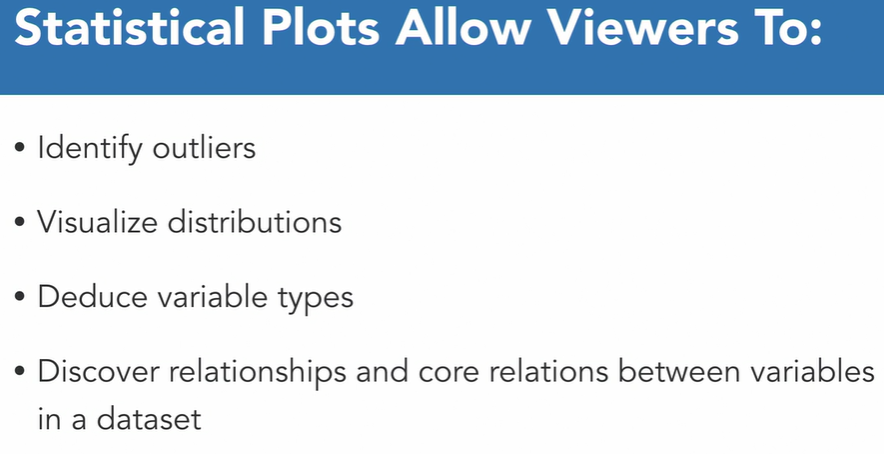 Statistical Plots Allow Viewers To:
• Identify outliers
• Visualize distributions
• Deduce variable types
• Discover relationships and core relations between variables
in a dataset